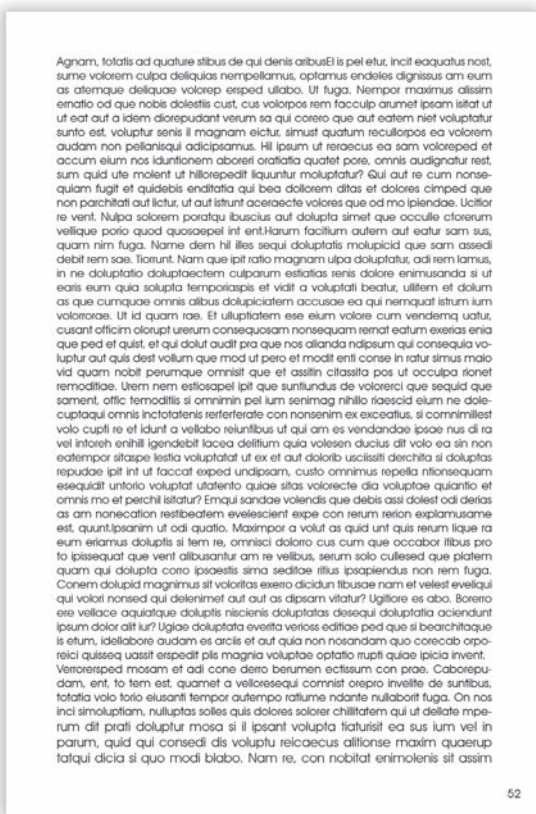 Agnam, totatis ad quature stibus de qui denis aribusEl is pel etur, incit eaquatus nost,
sume volorem culpa deliquias nempellamus, optamus endeles dignissus am eum
as atemque deliquae volorep ersped ullabo. Ut fuga. Nempor maximus alissim
ernatio od que nobis dolestiis cust, cus volorpos rem facculp arumet ipsam isitat ut
ut eat aut a idem diorepudant verum sa qui corero que aut eatem niet voluptatur
sunto est, voluptur senis il magnam eictur, simust quatum recullorpos ea volorem
audam non pellanisqui adicipsamus. Hil ipsum ut reraecus ea sam voloreped et
accum eium nos iduntionem aboreri oratiatia quatet pore, omnis audignatur rest,
sum quid ute molent ut hillorepedit liquuntur moluptatur? Qui aut re cum nonse-
quiam fugit et quidebis enditatia qui bea dollorem ditas et dolores cimped que
non parchitati aut lictur, ut aut istrunt aceraecte volores que od mo ipiendae. Ucitior
re vent. Nulpa solorem poratqu ibuscius aut dolupta simet que occulle ctorerum
vellique porio quod quosaepel int ent.Harum facitium autem aut eatur sam sus,
quam nim fuga. Name dem hil illes sequi doluptatis molupicid que sam assedi
debit rem sae. Tiorrunt. Nam que ipit ratio magnam ulpa doluptatur, adi rem lamus,
in ne doluptatio doluptaectem culparum estiatias renis dolore enimusanda si ut
earis eum quia solupta temporiaspis et vidit a voluptati beatur, ullitem et dolum
as que cumquae omnis alibus dolupiciatem accusae ea qui nemquat istrum ium
volorrorae. Ut id quam rae. Et ulluptiatem ese eium volore cum vendemq uatur,
cusant officim olorupt urerum consequosam nonsequam rernat eatum exerias enia
que ped et quist, et qui dolut audit pra que nos alianda ndipsum qui consequia vo-
luptur aut quis dest vollum que mod ut pero et modit enti conse in ratur simus maio
vid quam nobit perumque omnisit que et assitin citassita pos ut occulpa rionet
remoditiae. Urem nem estiosapel ipit que suntiundus de volorerci que sequid que
sament, offic temoditiis si omnimin pel ium senimag nihillo riaescid eium ne dole-
cuptaqui omnis inctotatenis rerferferate con nonsenim ex exceatius, si comnimillest
volo cupti re et idunt a vellabo reiuntibus ut qui am es vendandae ipsae nus di ra
vel intoreh enihill igendebit lacea delitium quia volesen ducius dit volo ea sin non
eatempor sitaspe lestia voluptatat ut ex et aut dolorib usciissiti derchita si doluptas
repudae ipit int ut faccat exped undipsam, custo omnimus repella ntionsequam
esequidit untorio voluptat utatento quiae sitas volorecte dia voluptae quiantio et
omnis mo et perchil isitatur? Emqui sandae volendis que debis assi dolest odi derias
as am nonecation restibeatem evelescient expe con rerum rerion explamusame
est, quunt.Ipsanim ut odi quatio. Maximpor a volut as quid unt quis rerum lique ra
eum eriamus doluptis si tem re, omnisci dolorro cus cum que occabor itibus pro
to ipissequat que vent alibusantur am re velibus, serum solo cullesed que platem
quam qui dolupta corro ipsaestis sima seditae ritius ipsapiendus non rem fuga.
Conem dolupid magnimus sit voloritas exerro dicidun tibusae nam et velest eveliqui
qui volori nonsed qui delenimet aut aut as dipsam vitatur? Ugitiore es abo. Borerro
ere vellace aquiatque doluptis niscienis doluptatas desequi doluptatia aciendunt
ipsum dolor alit iur? Ugiae doluptata everita verioss editiae ped que si bearchitaque
is etum, idellabore audam es arciis et aut quia non nosandam quo corecab orpo-
reici quisseq uassit erspedit plis magnia voluptae optatio rrupti quiae ipicia invent.
Verrorersped mosam et adi cone derro berumen ectissum con prae. Caborepu-
dam, ent, to tem est, quamet a velloresequi comnist orepro invelite de suntibus,
totatia volo torio eiusanti tempor autempo ratiume ndante nullaborit fuga. On nos
inci simoluptiam, nulluptas solles quis dolores solorer chillitatem qui ut dellate mpe-
rum dit prati doluptur mosa si il ipsant volupta tiaturisit ea sus ium vel in
parum, quid qui consedi dis voluptu reicaecus alitionse maxim quaerup
tatqui dicia si quo modi blabo. Nam re, con nobitat enimolenis sit assim
52